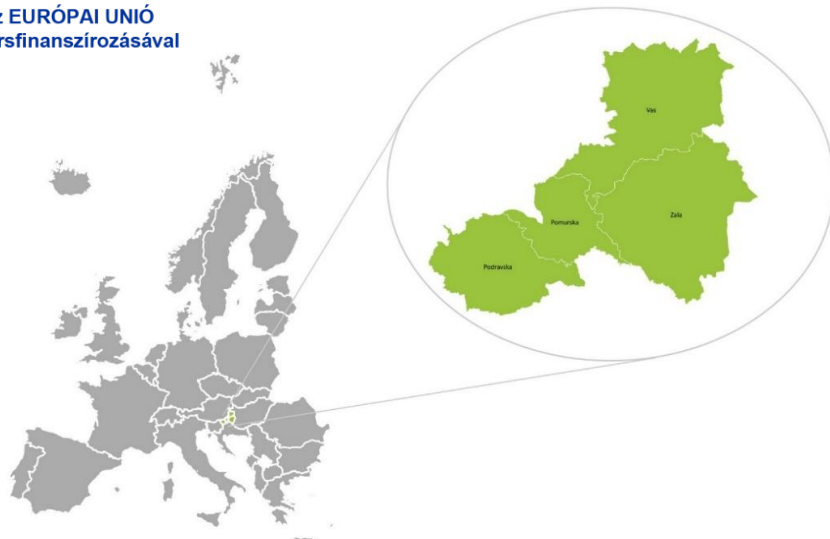 z EURÓPAI UNIÓ
rsfinanszírozásával
Vas
Pomurska
Zala
Podravska